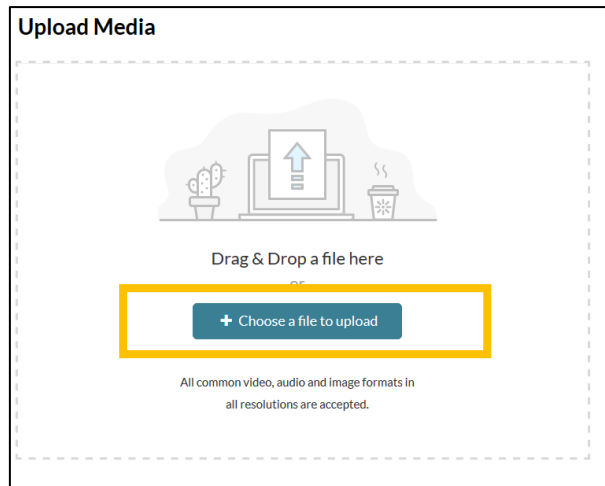 Upload Media
Drag & Drop a file here
or
+ Choose a file to upload
All common video, audio and image formats in
all resolutions are accepted.